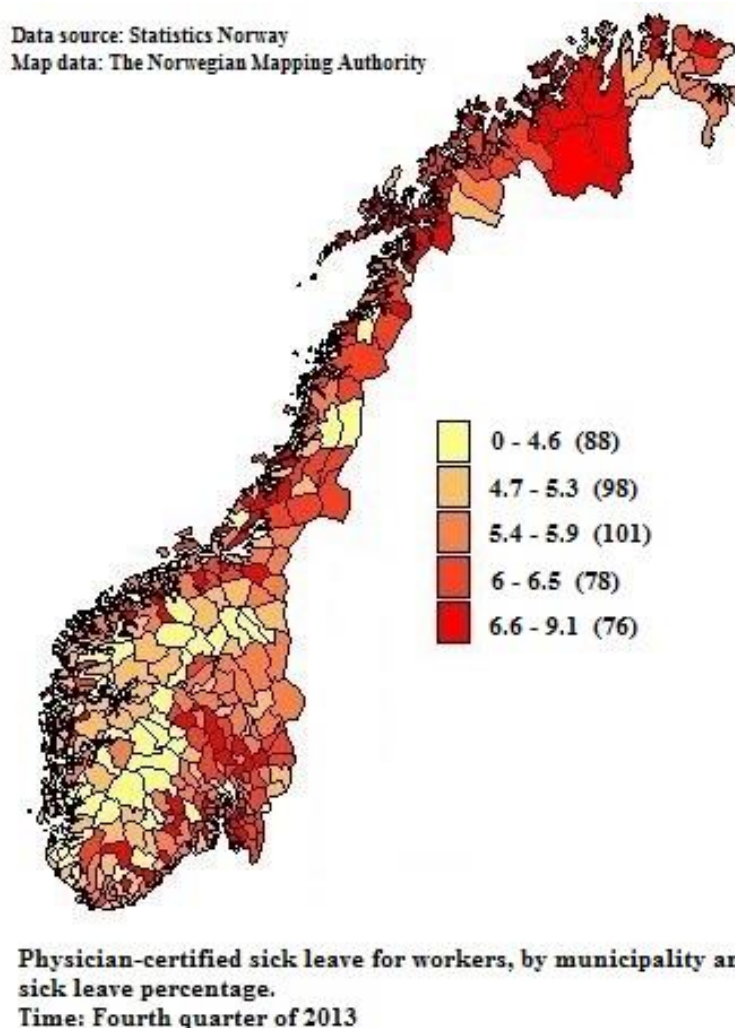 Data source: Statistics Norway
Map data: The Norwegian Mapping Authority
0 - 4.6 (88)
4.7 - 5.3 (98)
5.4 - 5.9 (101)
6 - 6.5 (78)
6.6 - 9.1 (76)
Physician-certified sick leave for workers, by municipality an
sick leave percentage.
Time: Fourth quarter of 2013